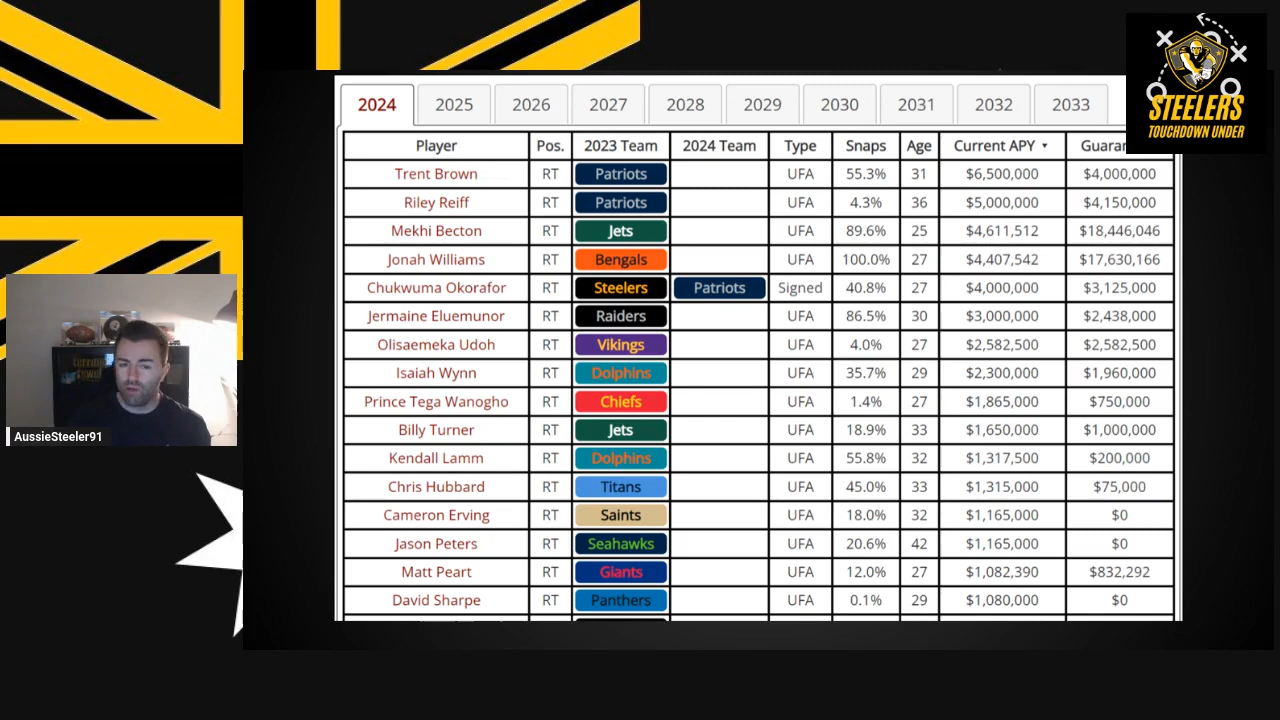 2024 2025 2026 2027 2028 2029 2030 2031 2032 2033
STEELERS
TOUCHDOWN UNDER
Player Pos. 2023 Team 2024 Team Type Snaps Age Current APY ▼ Guaran
Trent Brown RT Patriots UFA 55.3% 31 $6,500,000 $4,000,000
Riley Reiff RT Patriots UFA 4.3% 36 $5,000,000 $4,150,000
Mekhi Becton RT Jets UFA 89.6% 25 $4,611,512 $18,446,046
Jonah Williams RT Bengals UFA 100.0% 27 $4,407,542 $17,630,166
Chukwuma Okorafor RT Steelers Patriots Signed 40.8% 27 $4,000,000 $3,125,000
Jermaine Eluemunor RT Raiders UFA 86.5% 30 $3,000,000 $2,438,000
Olisaemeka Udoh RT Vikings UFA 4.0% 27 $2,582,500 $2,582,500
Isaiah Wynn RT Dolphins UFA 35.7% 29 $2,300,000 $1,960,000
Prince Tega Wanogho RT Chiefs UFA 1.4% 27 $1,865,000 $750,000
Billy Turner RT Jets UFA 18.9% 33 $1,650,000 $1,000,000
Kendall Lamm RT Dolphins UFA 55.8% 32 $1,317,500 $200,000
Chris Hubbard RT Titans UFA 45.0% 33 $1,315,000 $75,000
Cameron Erving RT Saints UFA 18.0% 32 $1,165,000 $0
Jason Peters RT Seahawks UFA 20.6% 42 $1,165,000 $0
Matt Peart RT Giants UFA 12.0% 27 $1,082,390 $832,292
David Sharpe RT Panthers UFA 0.1% 29 $1,080,000 $0
AussieSteeler91